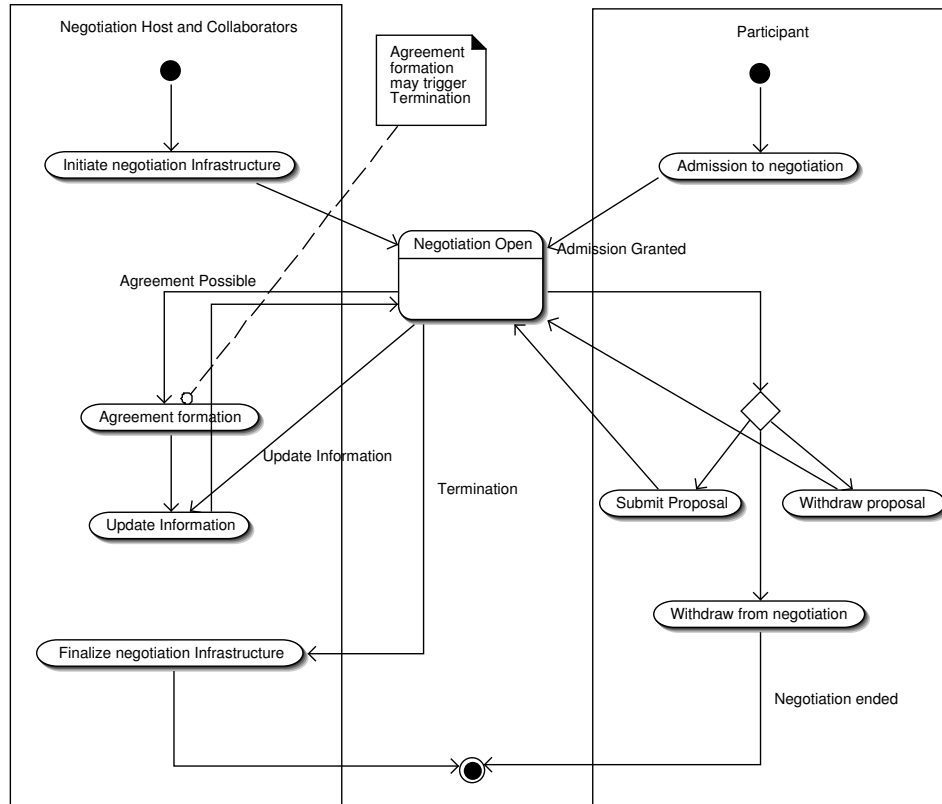 Negotiation Host and Collaborators
Participant
Agreement
formation
may trigger
Termination
Initiate negotiation Infrastructure
Admission to negotiation
Negotiation Open
Admission Granted
Agreement Possible
Agreement formation
Update Information
Termination
Submit Proposal
Withdraw proposal
Update Information
Withdraw from negotiation
Finalize negotiation Infrastructure
Negotiation ended